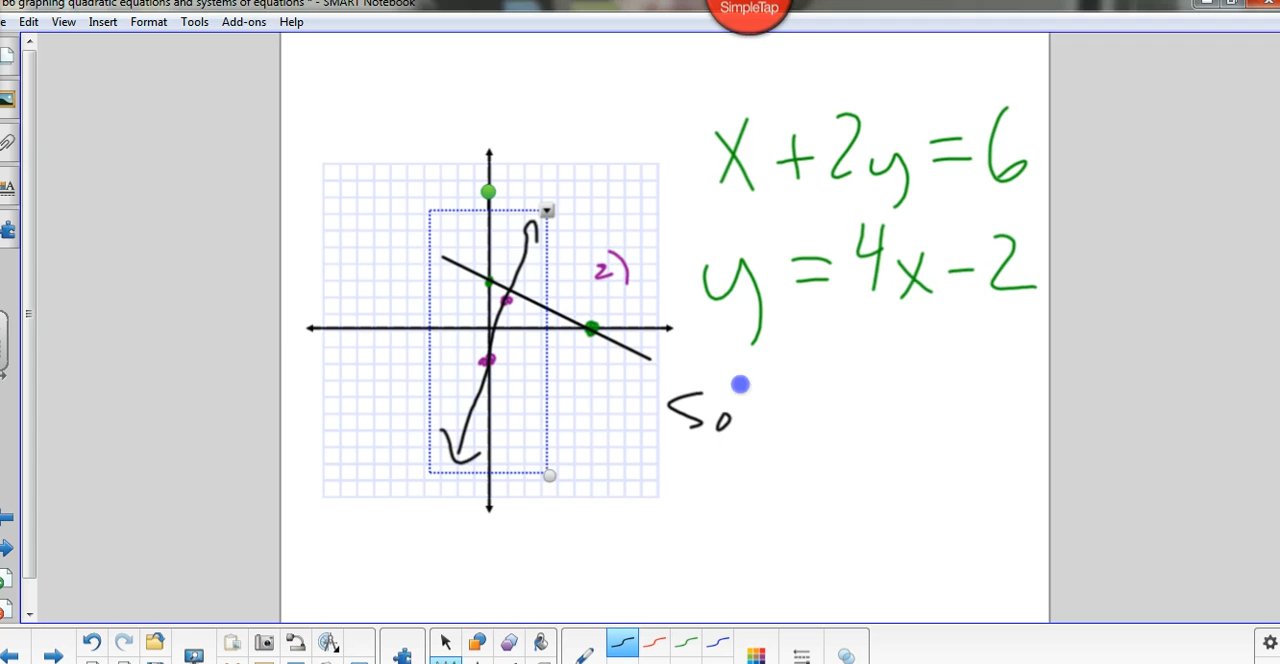 b6 graphing quadratic equations and systems of equations * - SMART Notebook
SimpleTap
Edit View Insert Format Tools Add-ons Help
x + 2y = 6
2)
y = 4x - 2
So